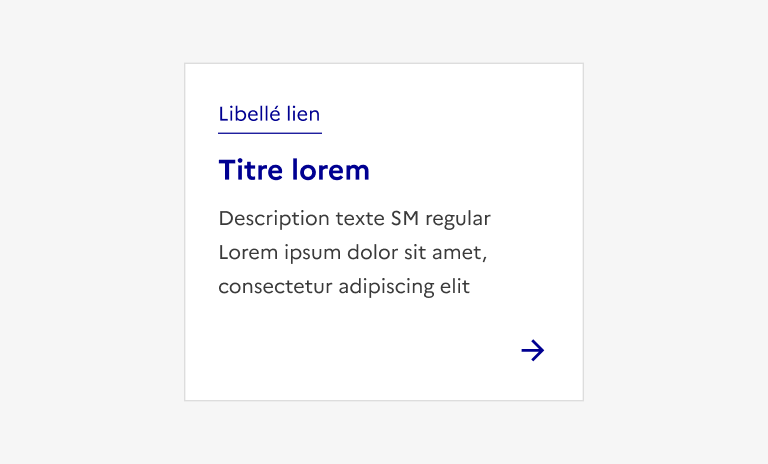 Libellé lien
Titre lorem
Description texte SM regular
Lorem ipsum dolor sit amet,
consectetur adipiscing elit